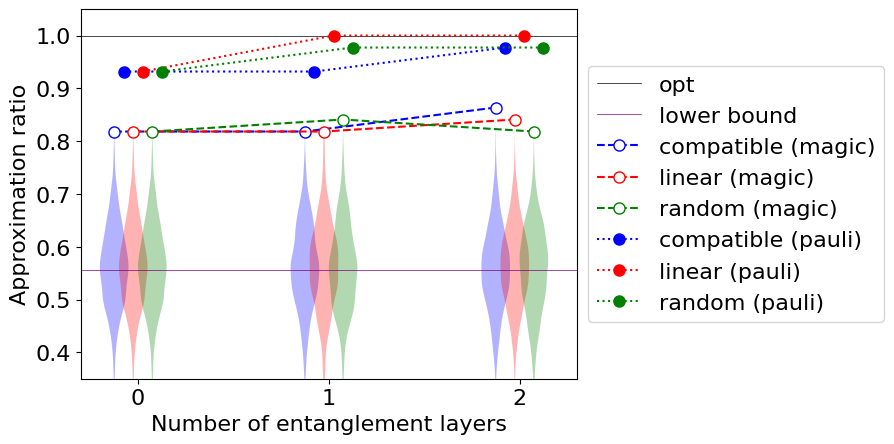 1.0
0.9
0.8
0.7
0.6
0.5
0.4
Approximation ratio
0 1 2
Number of entanglement layers
opt
lower bound
compatible (magic)
linear (magic)
random (magic)
compatible (pauli)
linear (pauli)
random (pauli)